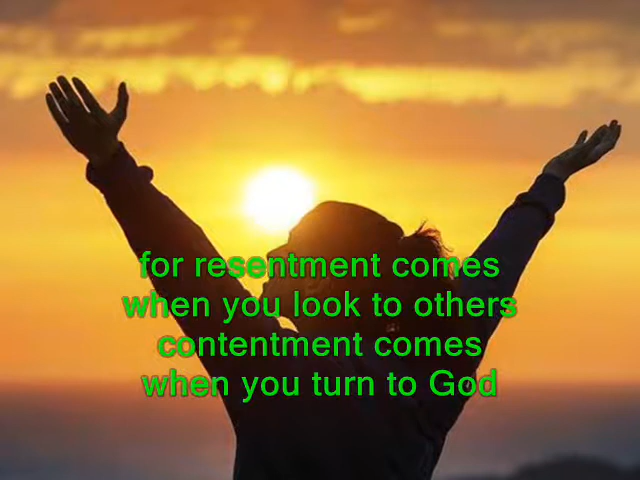 for resentment comes
when you look to others
contentment comes
when you turn to God